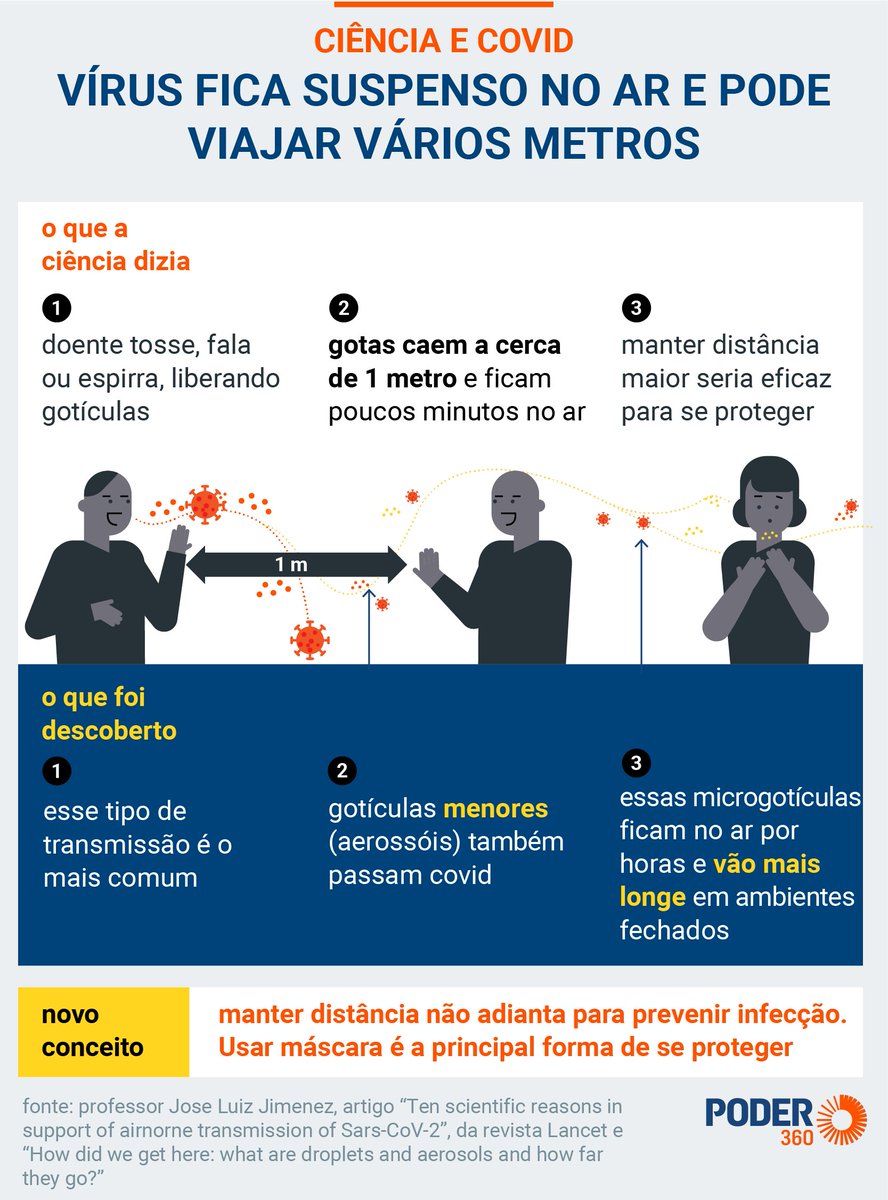 CIÊNCIA E COVID
VÍRUS FICA SUSPENSO NO AR E PODE
VIAJAR VÁRIOS METROS
o que a
ciência dizia
1
doente tosse, fala
ou espirra, liberando
gotículas
2
gotas caem a cerca
de 1 metro e ficam
poucos minutos no ar
3
manter distância
maior seria eficaz
para se proteger
1 m
o que foi
descoberto
1
esse tipo de
transmissão é o
mais comum
2
gotículas menores
(aerossóis) também
passam covid
3
essas microgotículas
ficam no ar por
horas e vão mais
longe em ambientes
fechados
novo
conceito
manter distância não adianta para prevenir infecção.
Usar máscara é a principal forma de se proteger
fonte: professor Jose Luiz Jimenez, artigo “Ten scientific reasons in
support of airnorne transmission of Sars-CoV-2”, da revista Lancet e
“How did we get here: what are droplets and aerosols and how far
they go?”
PODER
360